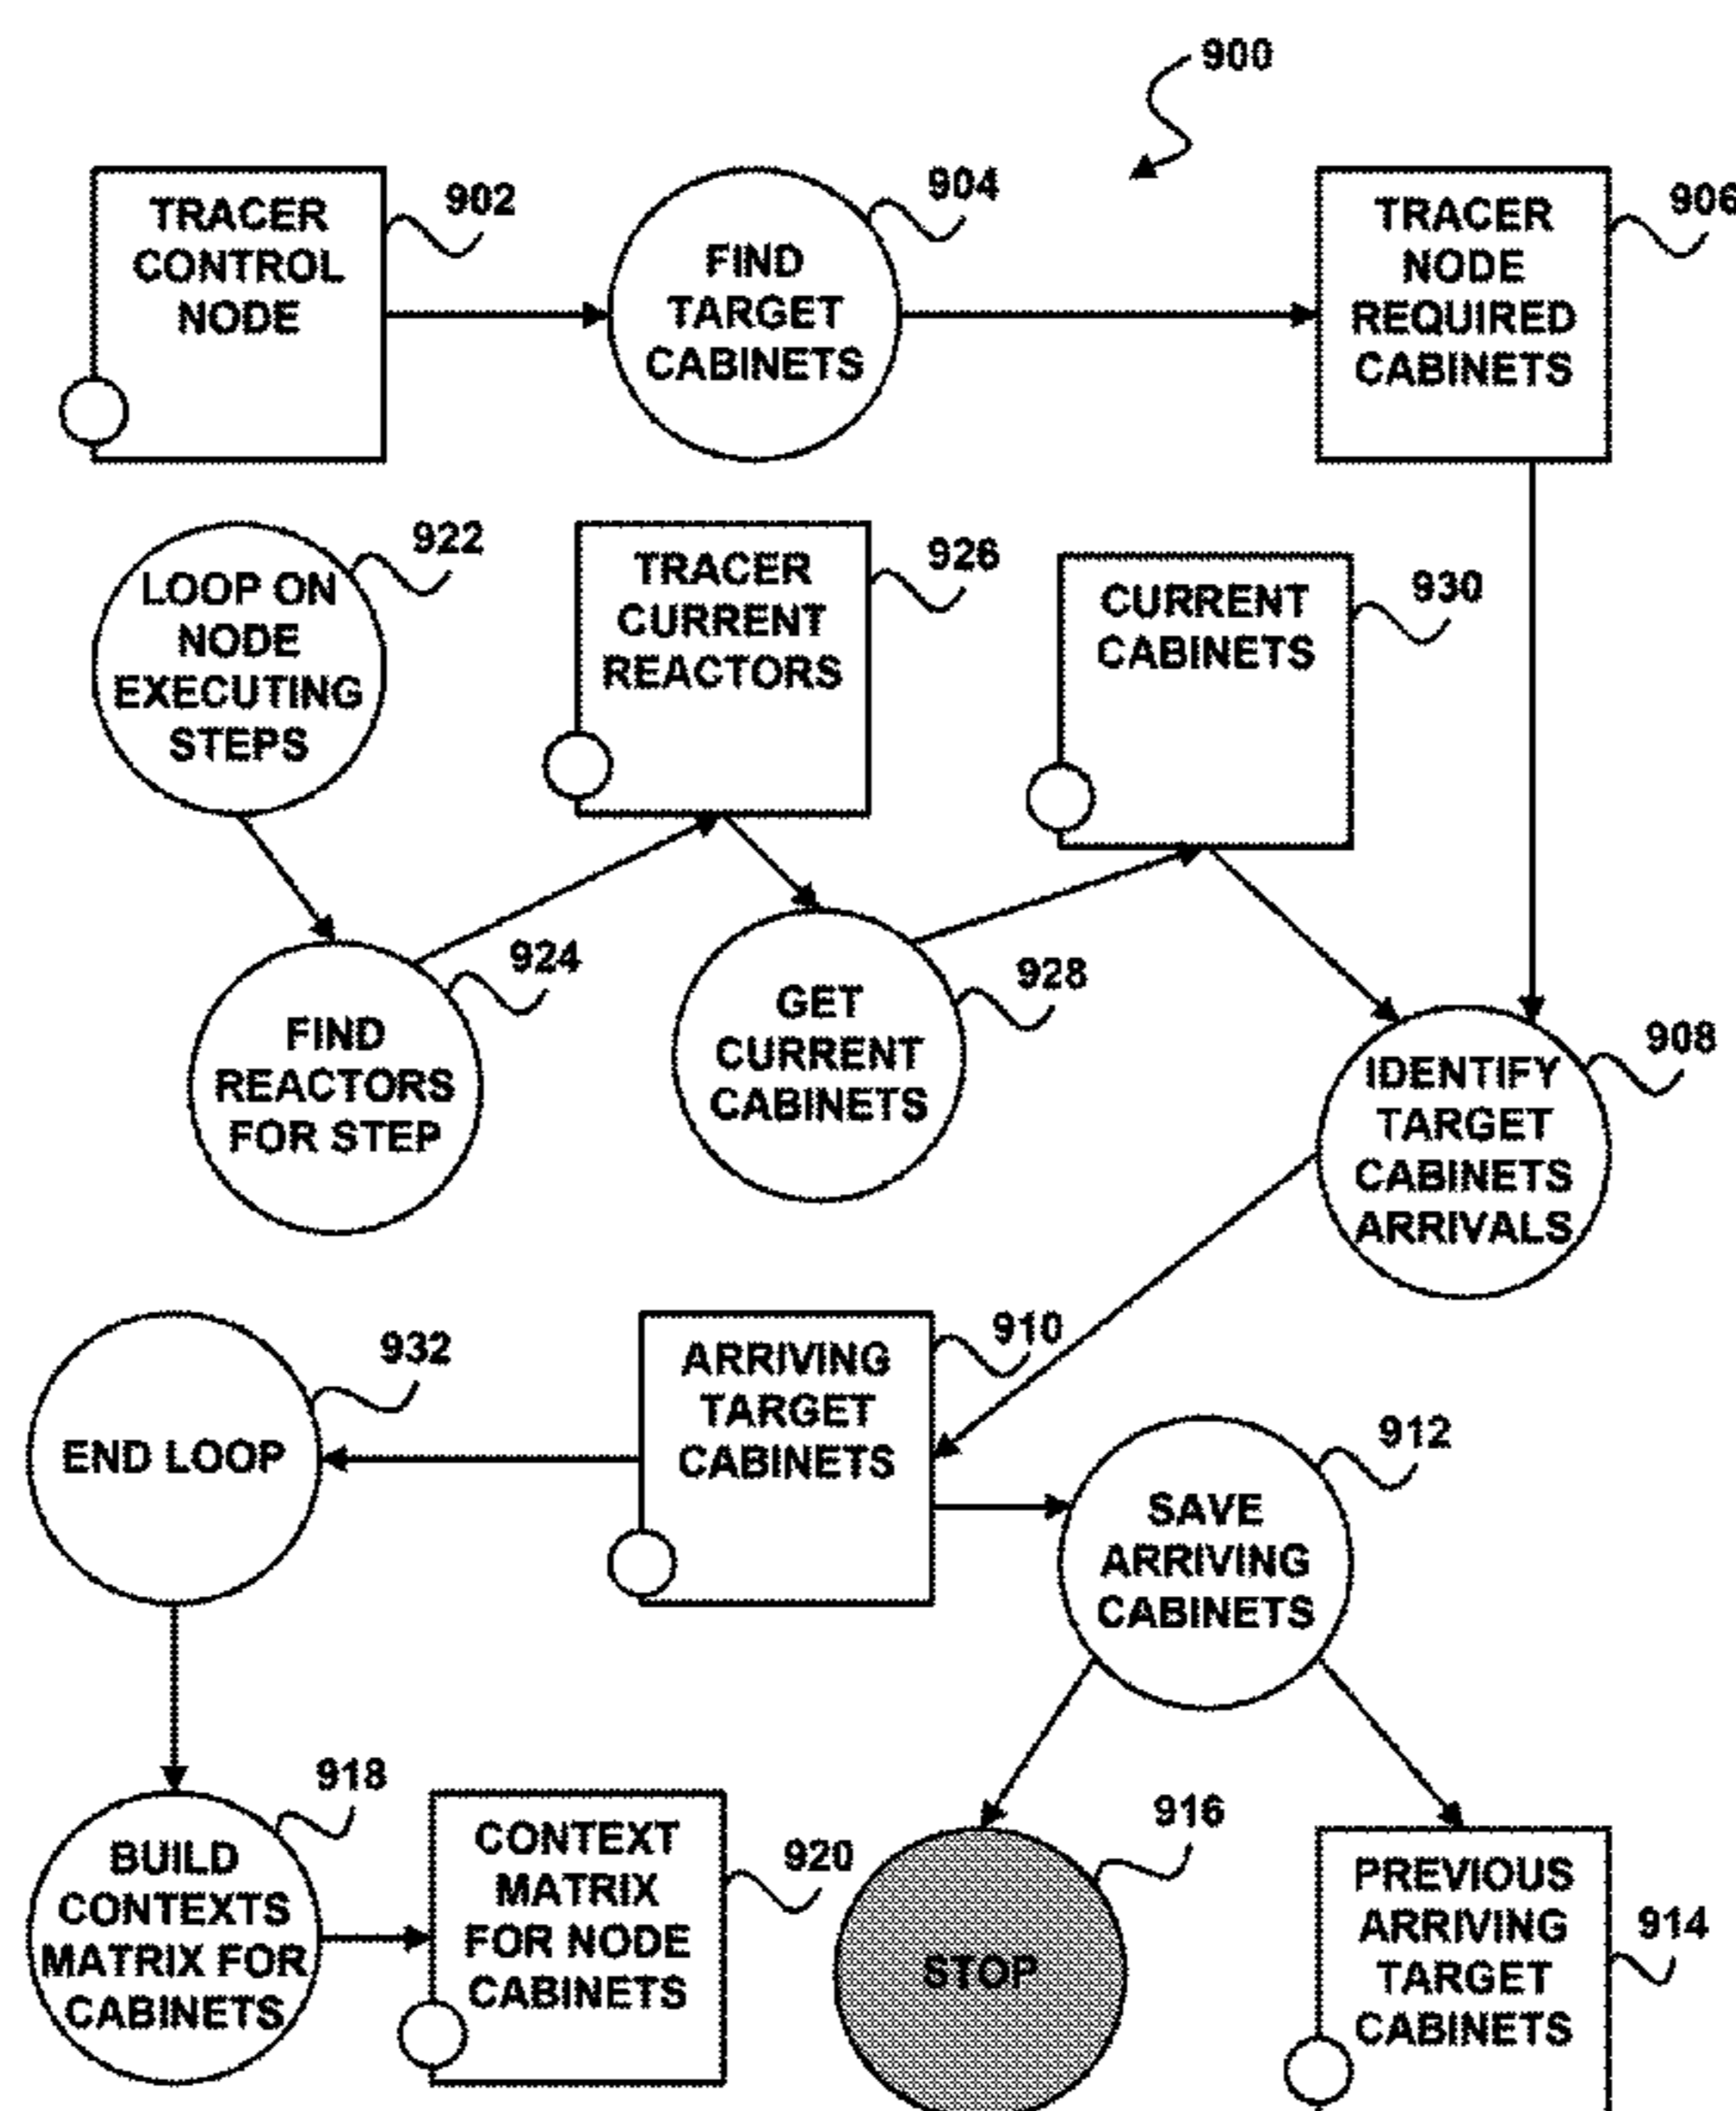 900
TRACER
CONTROL
NODE
902
FIND
TARGET
CABINETS
904
TRACER
NODE
REQUIRED
CABINETS
906
LOOP ON
NODE
EXECUTING
STEPS
922
TRACER
CURRENT
REACTORS
926
CURRENT
CABINETS
930
FIND
REACTORS
FOR STEP
924
GET
CURRENT
CABINETS
928
IDENTIFY
TARGET
CABINETS
ARRIVALS
908
END LOOP
932
ARRIVING
TARGET
CABINETS
910
SAVE
ARRIVING
CABINETS
912
BUILD
CONTEXTS
MATRIX FOR
CABINETS
918
CONTEXT
MATRIX
FOR NODE
CABINETS
920
STOP
916
PREVIOUS
ARRIVING
TARGET
CABINETS
914